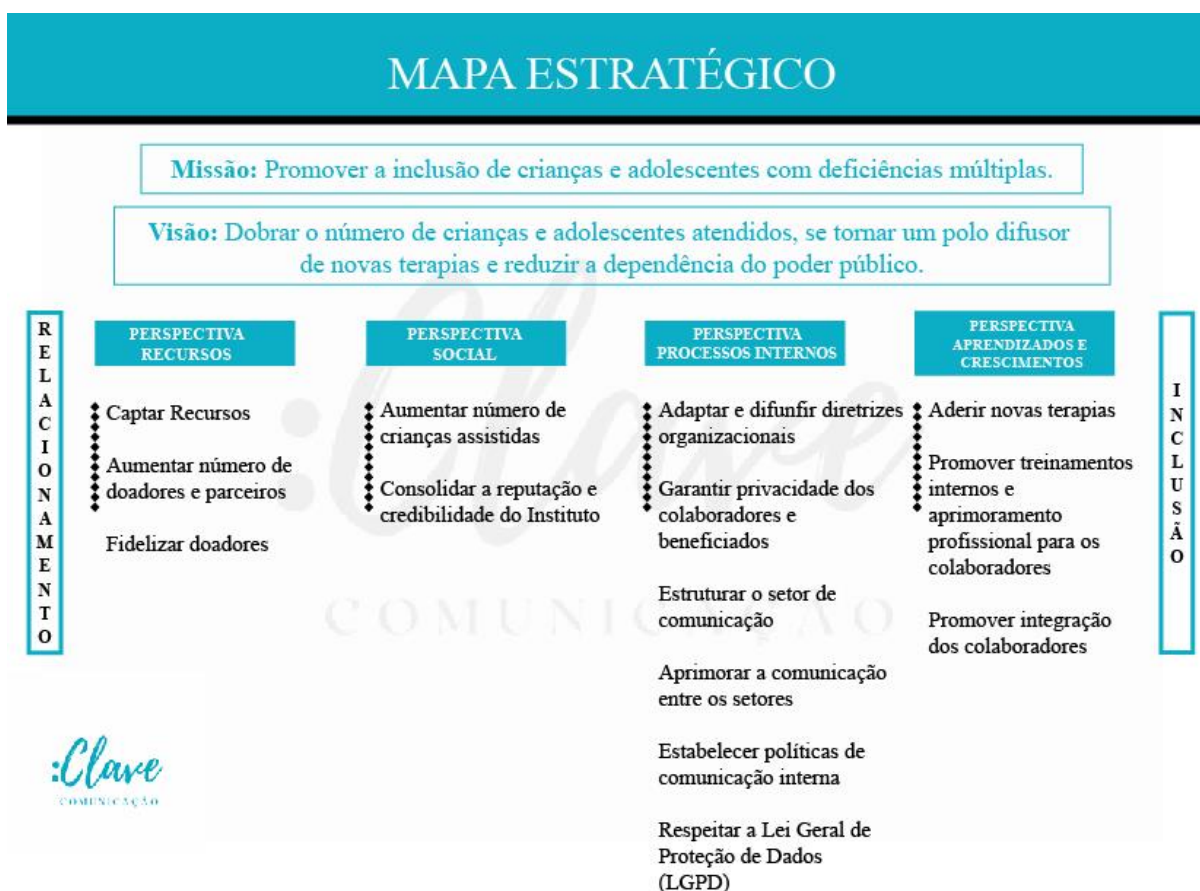 MAPA ESTRATÉGICO
Missão: Promover a inclusão de crianças e adolescentes com deficiências múltiplas.
Visão: Dobrar o número de crianças e adolescentes atendidos, se tornar um polo difusor
de novas terapias e reduzir a dependência do poder público.
RELACIONAMENTO
PERSPECTIVA
RECURSOS
Captar Recursos
Aumentar número de
doadores e parceiros
Fidelizar doadores
PERSPECTIVA
SOCIAL
Aumentar número de
crianças assistidas
Consolidar a reputação e
credibilidade do Instituto
PERSPECTIVA
PROCESSOS INTERNOS
Adaptar e difunfir diretrizes
organizacionais
Garantir privacidade dos
colaboradores e
beneficiados
Estruturar o setor de
comunicação
Aprimorar a comunicação
entre os setores
Estabelecer políticas de
comunicação interna
Respeitar a Lei Geral de
Proteção de Dados
(LGPD)
PERSPECTIVA
APRENDIZADOS E
CRESCIMENTOS
Aderir novas terapias
Promover treinamentos
internos e
aprimoramento
profissional para os
colaboradores
Promover integração
dos colaboradores
INCLUSÃO
:Clave
COMUNICAÇÃO
:Clave
COMUNICAÇÃO